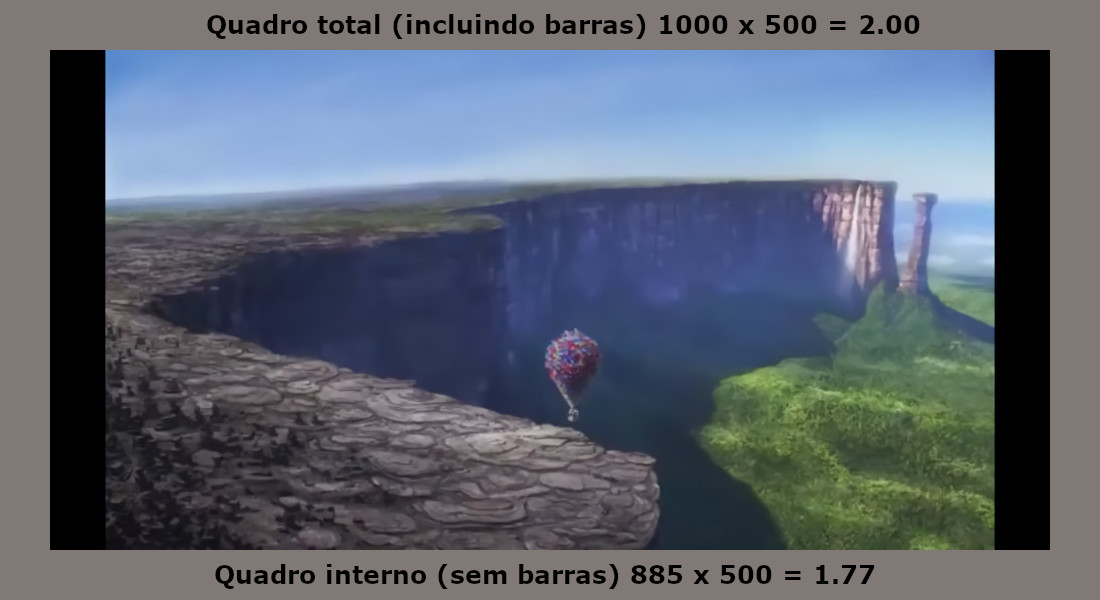 Quadro total (incluindo barras) 1000 x 500 = 2.00
Quadro interno (sem barras) 885 x 500 = 1.77